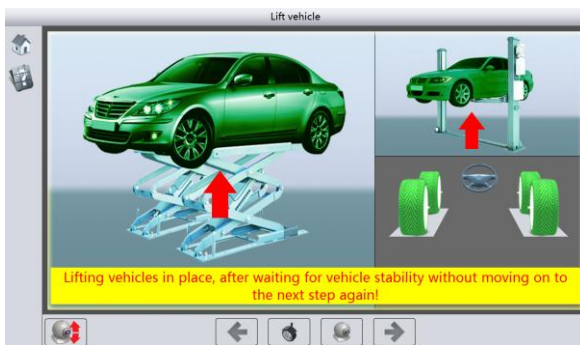 Lift vehicle
Lifting vehicles in place, after waiting for vehicle stability without moving on to
the next step again!